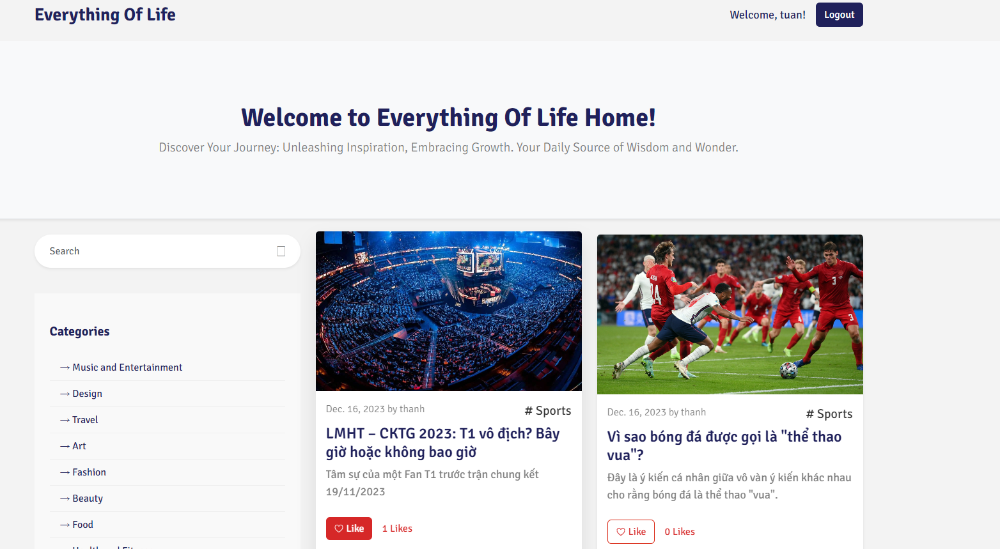 Everything Of Life
Welcome, tuan!
Logout
Welcome to Everything Of Life Home!
Discover Your Journey: Unleashing Inspiration, Embracing Growth. Your Daily Source of Wisdom and Wonder.
Search
Categories
→ Music and Entertainment
→ Design
→ Travel
→ Art
→ Fashion
→ Beauty
→ Food
Dec. 16, 2023 by thanh
# Sports
LMHT – CKTG 2023: T1 vô địch? Bây
giờ hoặc không bao giờ
Tâm sự của một Fan T1 trước trận chung kết
19/11/2023
Like
1 Likes
24
3
4
3
Dec. 16, 2023 by thanh
# Sports
Vì sao bóng đá được gọi là "thể thao
vua"?
Đây là ý kiến cá nhân giữa vô vàn ý kiến khác nhau
cho rằng bóng đá là thể thao "vua".
Like
0 Likes